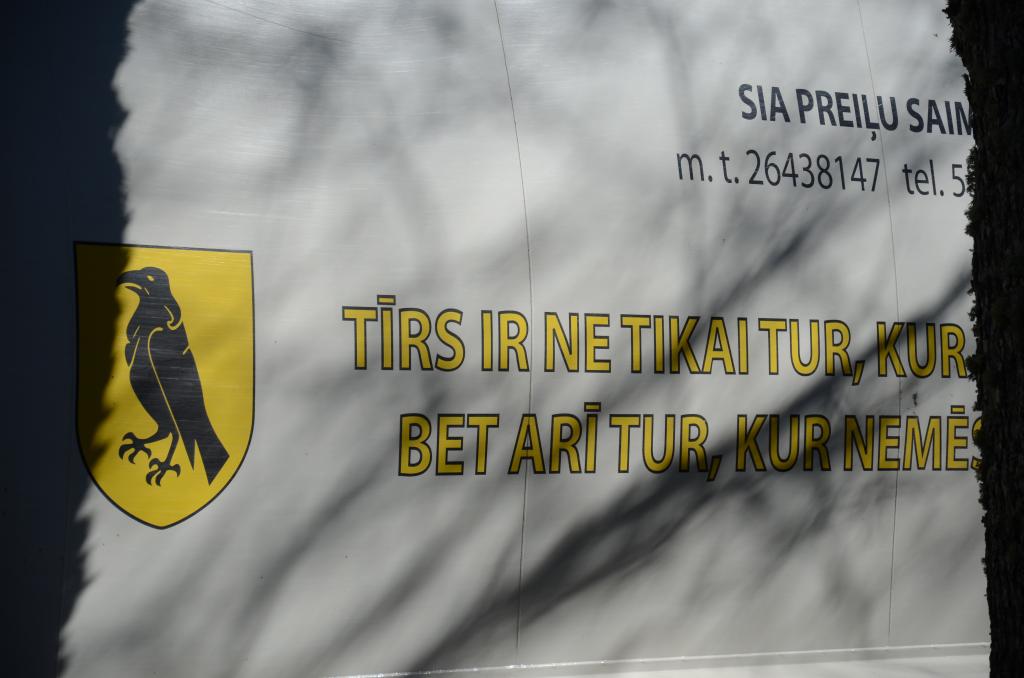 SIA PREIĻU SAIM
m. t. 26438147 tel. 5
TĪRS IR NE TIKAI TUR, KUR
BET ARĪ TUR, KUR NEMĒS